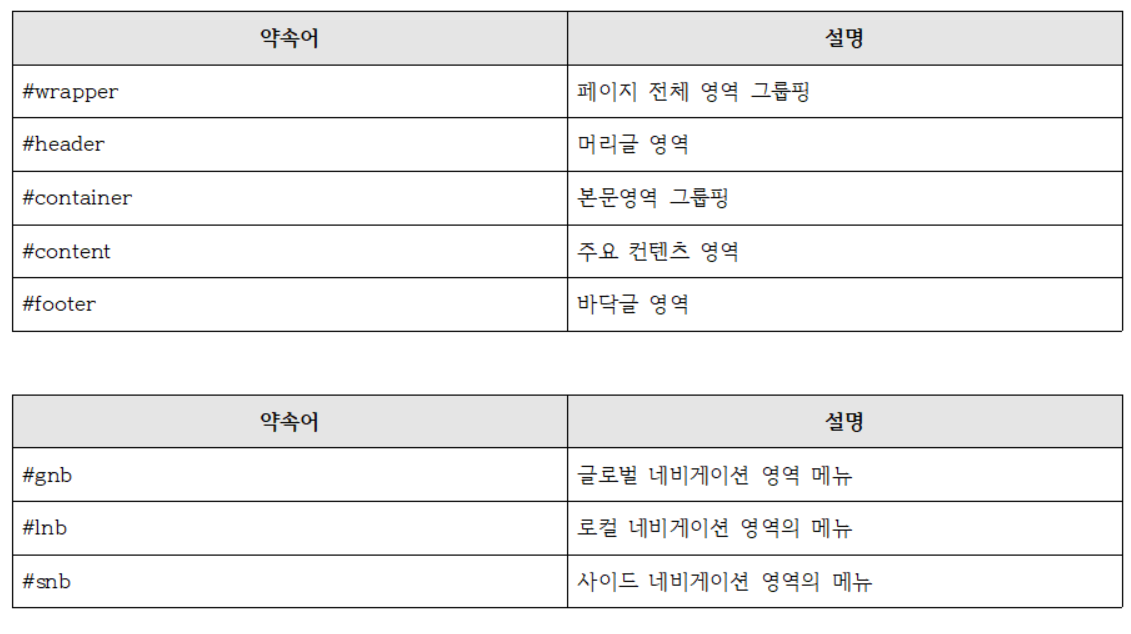 약속어 설명
#wrapper 페이지 전체 영역 그룹핑
#header 머리글 영역
#container 본문영역 그룹핑
#content 주요 컨텐츠 영역
#footer 바닥글 영역
약속어 설명
#gnb 글로벌 네비게이션 영역 메뉴
#lnb 로컬 네비게이션 영역의 메뉴
#snb 사이드 네비게이션 영역의 메뉴